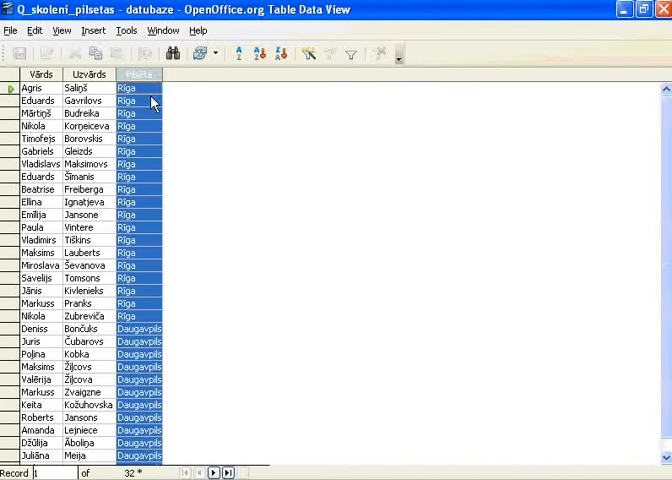 Q_skoleni_pilsetas - datubaze - OpenOffice.org Table Data View
File Edit View Insert Tools Window Help
Vārds Uzvārds Pilsēta
Agris Saliņš Rīga
Eduards Gavrilovs Rīga
Mārtiņš Budreika Rīga
Nikola Korņeiceva Rīga
Timofejs Borovskis Rīga
Gabriels Gleizds Rīga
Vladislavs Maksimovs Rīga
Eduards Šīmanis Rīga
Beatrise Freiberga Rīga
Ellina Ignatjeva Rīga
Emīlija Jansone Rīga
Paula Vintere Rīga
Vladimirs Tiškins Rīga
Maksims Lauberts Rīga
Miroslava Ševanova Rīga
Savelijs Tomsons Rīga
Jānis Kivlenieks Rīga
Markuss Pranks Rīga
Nikola Zubreviča Rīga
Deniss Bončuks Daugavpils
Juris Čubarovs Daugavpils
Poļina Kobka Daugavpils
Maksims Žiļcovs Daugavpils
Valērija Žiļcova Daugavpils
Markuss Zvaigzne Daugavpils
Keita Kožuhovska Daugavpils
Roberts Jansons Daugavpils
Amanda Lejniece Daugavpils
Džūlija Āboliņa Daugavpils
Juliāna Meija Daugavpils
Record 1 of 32 *